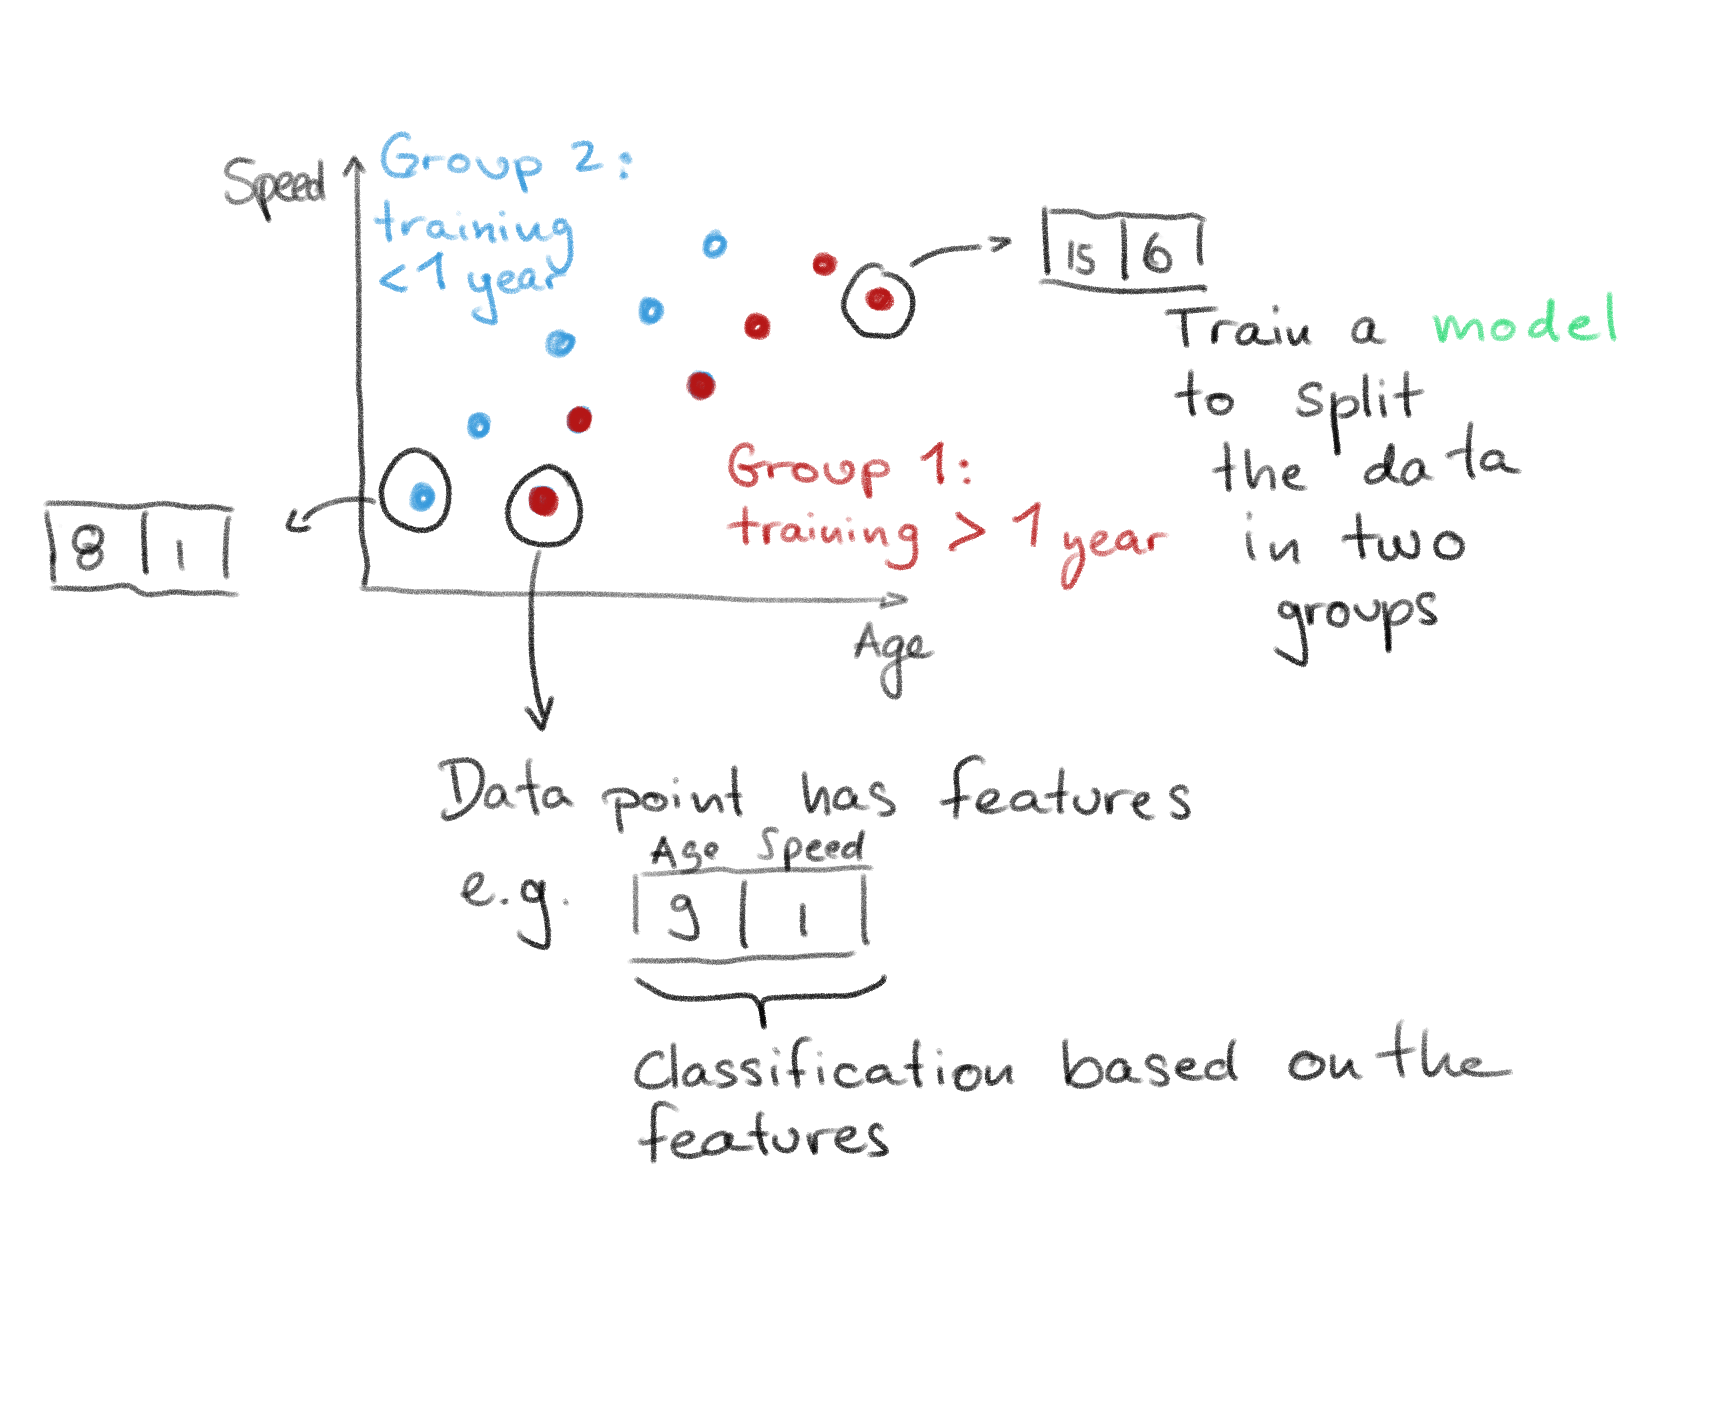 Speed
Group 2:
training
<1 year
15 6
Train a model
to split
the data
in two
groups
Group 1:
training > 1 year
8 1
Age
Data point has features
Age Speed
e.g. 9 1
Classification based on the
features